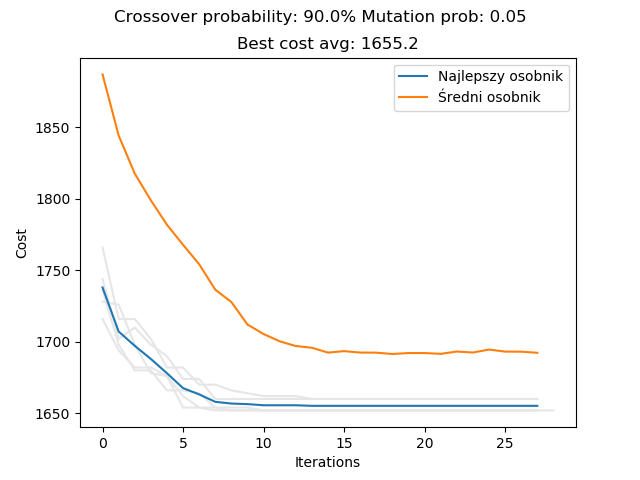 Crossover probability: 90.0% Mutation prob: 0.05
Best cost avg: 1655.2
Najlepszy osobnik
Średni osobnik
1850
1800
1750
1700
1650
Cost
0 5 10 15 20 25
Iterations